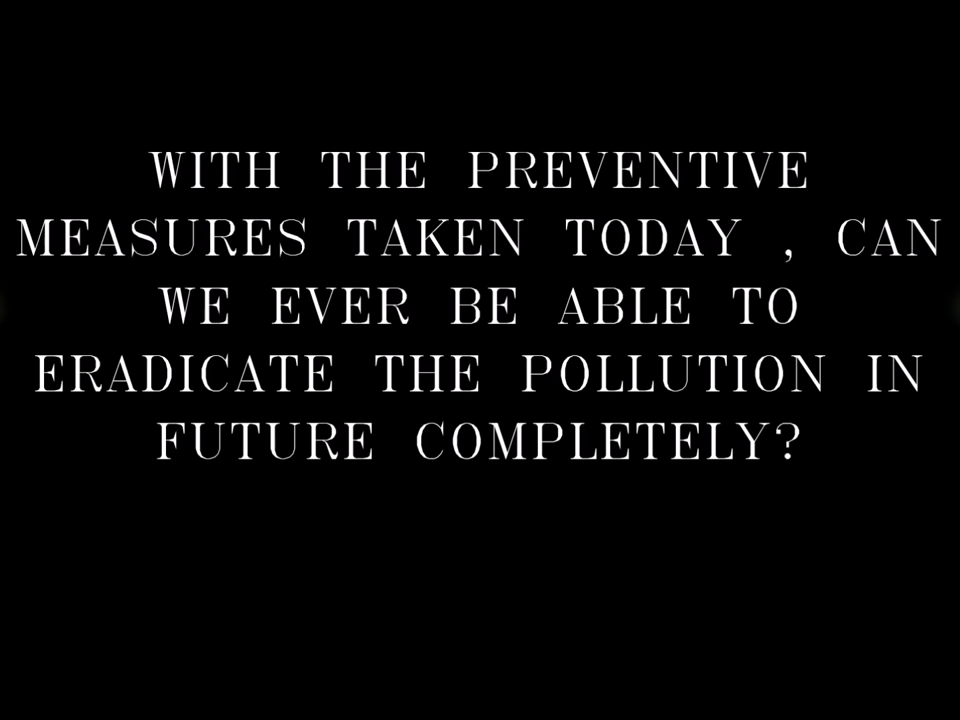 WITH THE PREVENTIVE
MEASURES TAKEN TODAY , CAN
WE EVER BE ABLE TO
ERADICATE THE POLLUTION IN
FUTURE COMPLETELY?